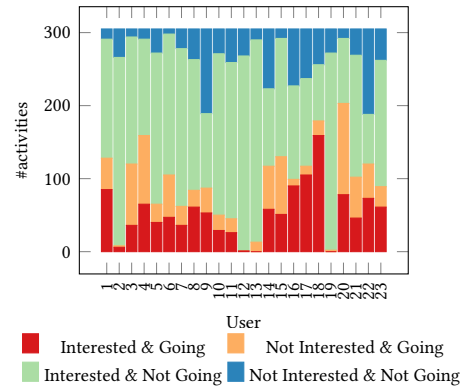 300
200
100
0
#activities
1 2 3 4 5 6 7 8 9 10 11 12 13 14 15 16 17 18 19 20 21 22 23
User
Interested & Going Not Interested & Going
Interested & Not Going Not Interested & Not Going